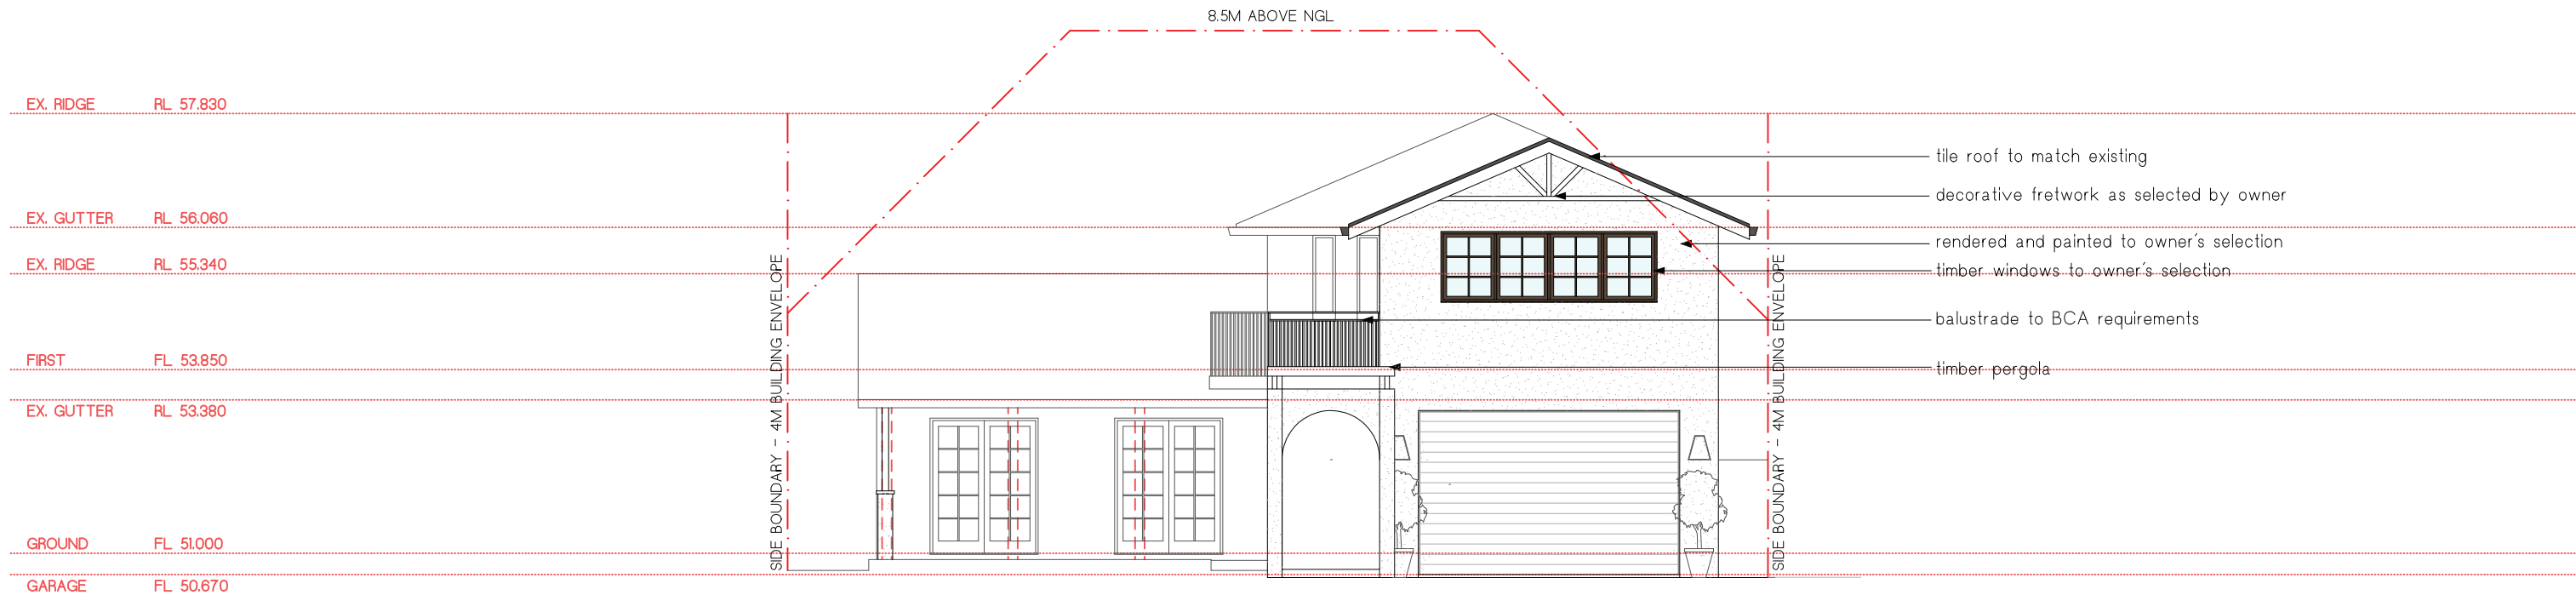 8.5M ABOVE NGL
EX. RIDGE RL 57.830
tile roof to match existing
decorative fretwork as selected by owner
EX. GUTTER RL 56.060
rendered and painted to owner's selection
EX. RIDGE RL 55.340
timber windows to owner's selection
balustrade to BCA requirements
FIRST FL 53.850
timber pergola
EX. GUTTER RL 53.380
SIDE BOUNDARY - 4M BUILDING ENVELOPE
SIDE BOUNDARY - 4M BUILDING ENVELOPE
GROUND FL 51.000
GARAGE FL 50.670